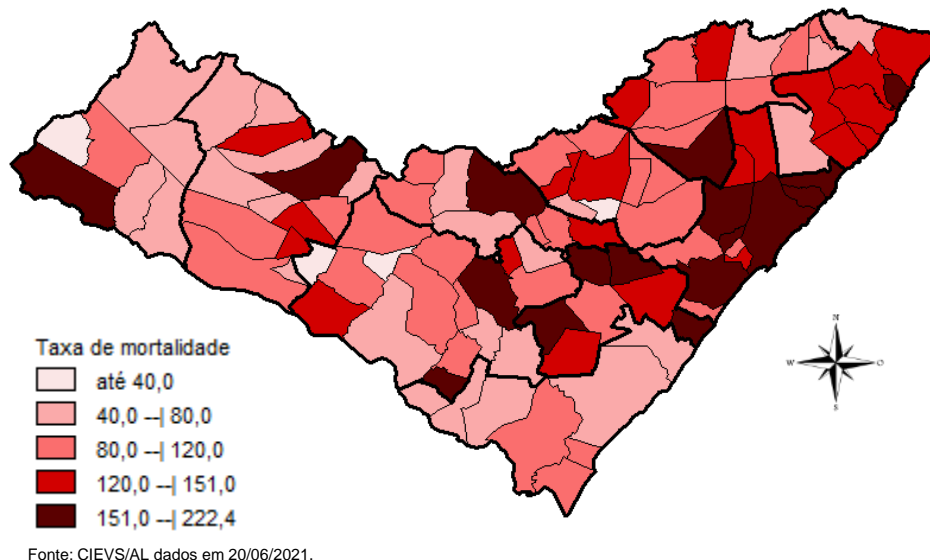 N
W
O
S
Taxa de mortalidade
até 40,0
40,0 --| 80,0
80,0 --| 120,0
120,0 --| 151,0
151,0 --| 222,4
Fonte: CIEVS/AL dados em 20/06/2021.